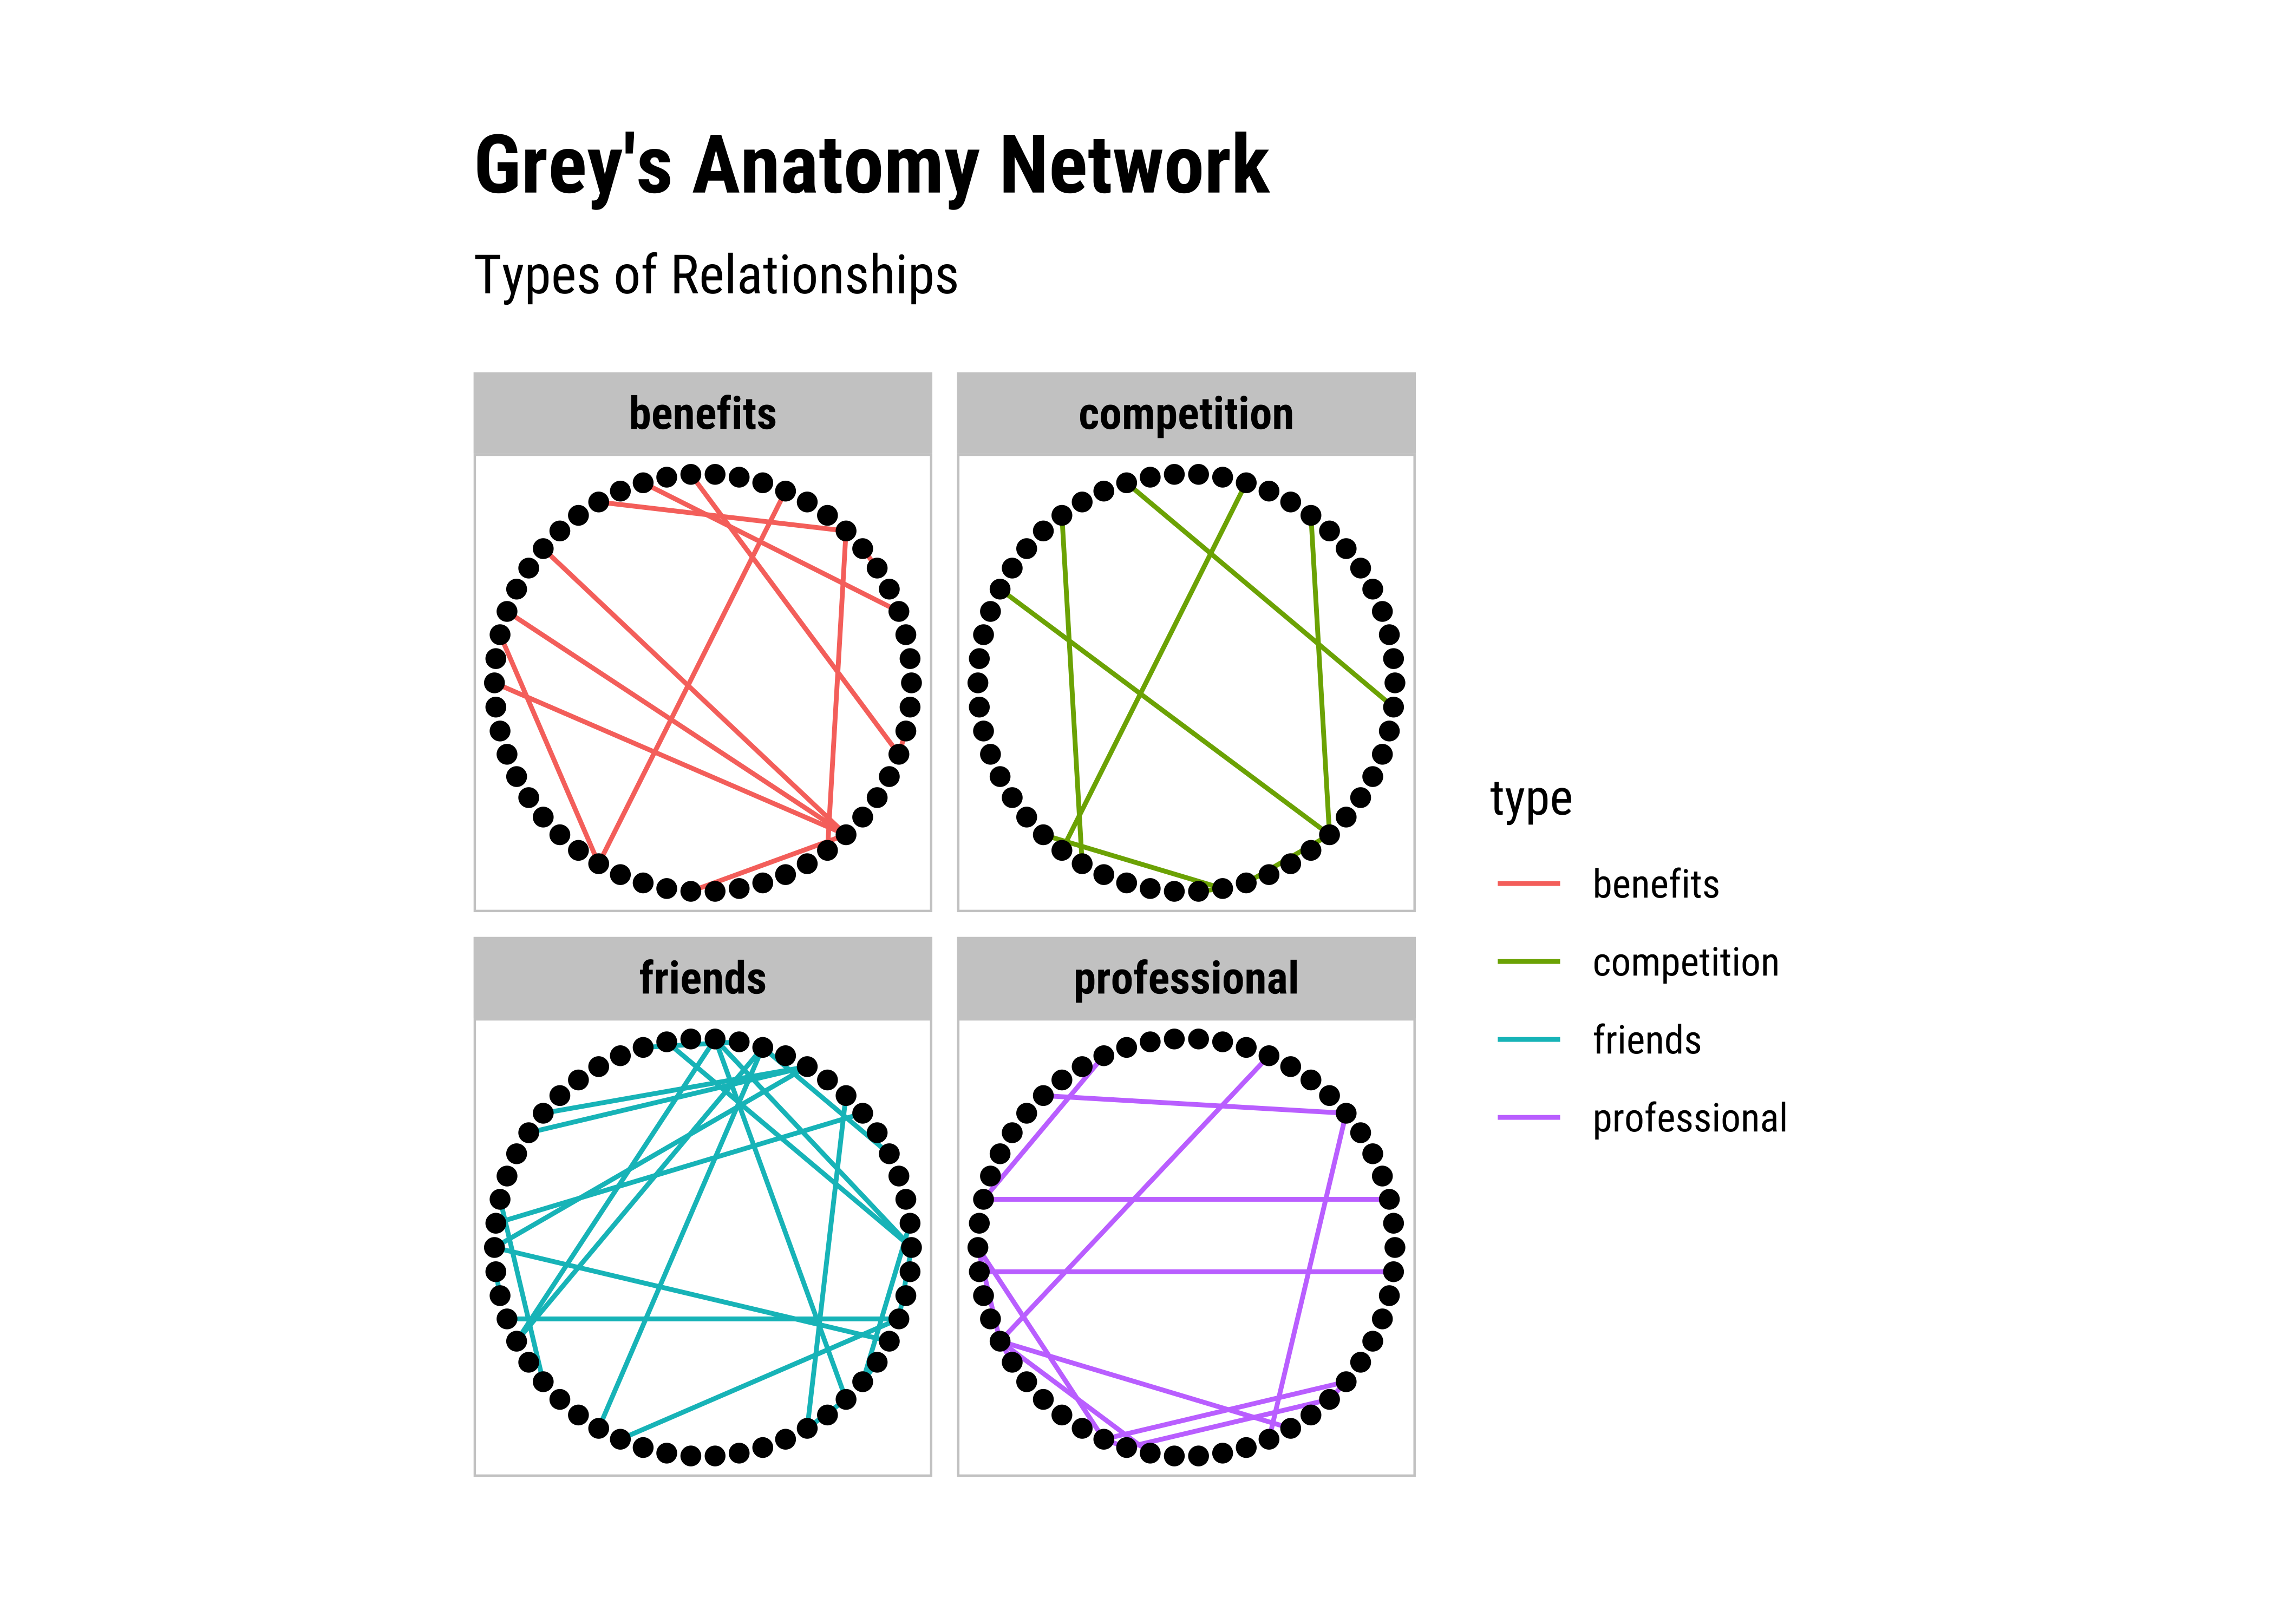 Grey's Anatomy Network
Types of Relationships
benefits
competition
friends
professional
type
benefits
competition
friends
professional